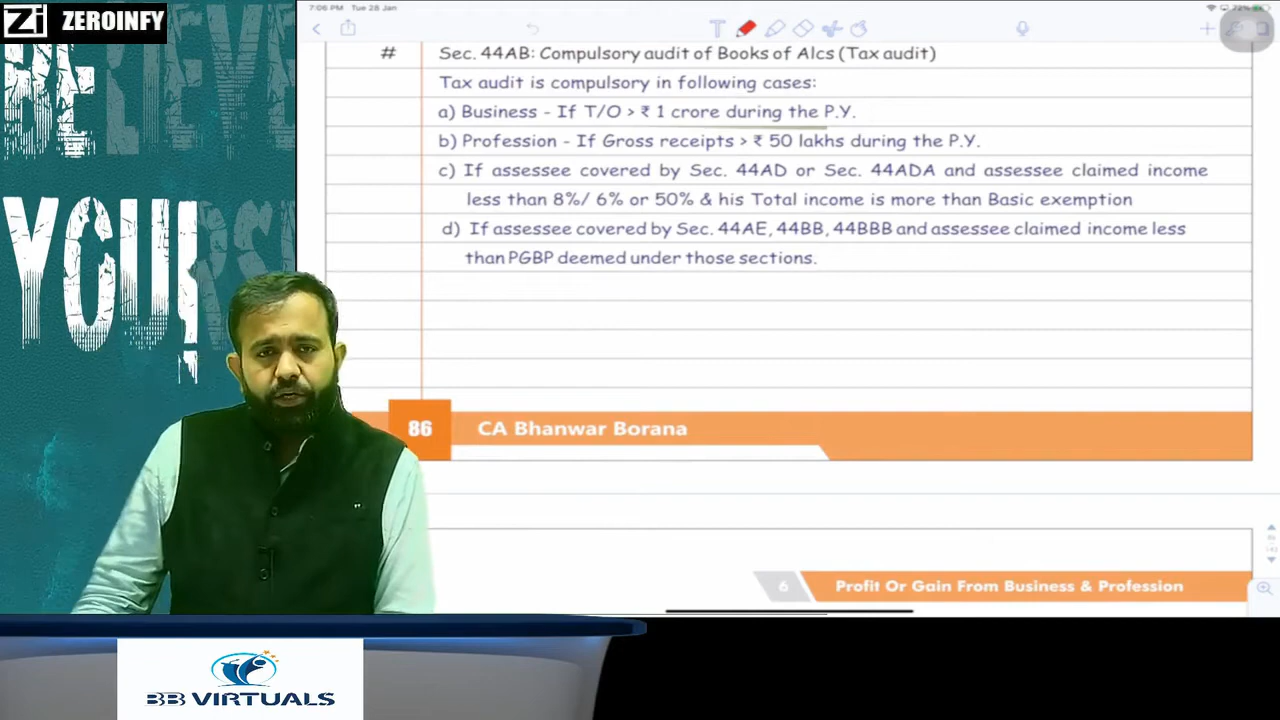 ZEROINFY
7:06 PM Tue 28 Jan
72%
BELIEVE
YOURS
# Sec. 44AB: Compulsory audit of Books of Alcs (Tax audit)
Tax audit is compulsory in following cases:
a) Business - If T/O > ₹ 1 crore during the P.Y.
b) Profession - If Gross receipts > ₹ 50 lakhs during the P.Y.
c) If assessee covered by Sec. 44AD or Sec. 44ADA and assessee claimed income
less than 8%/ 6% or 50% & his Total income is more than Basic exemption
d) If assessee covered by Sec. 44AE, 44BB, 44BBB and assessee claimed income less
than PGBP deemed under those sections.
86 CA Bhanwar Borana
6 Profit Or Gain From Business & Profession
BB VIRTUALS